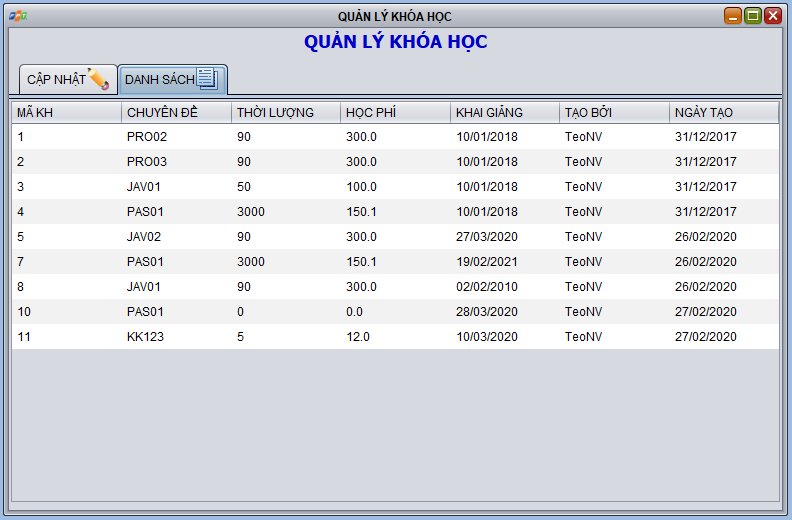 QUẢN LÝ KHÓA HỌC
QUẢN LÝ KHÓA HỌC
CẬP NHẬT DANH SÁCH
MÃ KH CHUYÊN ĐỀ THỜI LƯỢNG HỌC PHÍ KHAI GIẢNG TẠO BỞI NGÀY TẠO
1 PRO02 90 300.0 10/01/2018 TeoNV 31/12/2017
2 PRO03 90 300.0 10/01/2018 TeoNV 31/12/2017
3 JAV01 50 100.0 10/01/2018 TeoNV 31/12/2017
4 PAS01 3000 150.1 10/01/2018 TeoNV 31/12/2017
5 JAV02 90 300.0 27/03/2020 TeoNV 26/02/2020
7 PAS01 3000 150.1 19/02/2021 TeoNV 26/02/2020
8 JAV01 90 300.0 02/02/2010 TeoNV 26/02/2020
10 PAS01 0 0.0 28/03/2020 TeoNV 27/02/2020
11 KK123 5 12.0 10/03/2020 TeoNV 27/02/2020